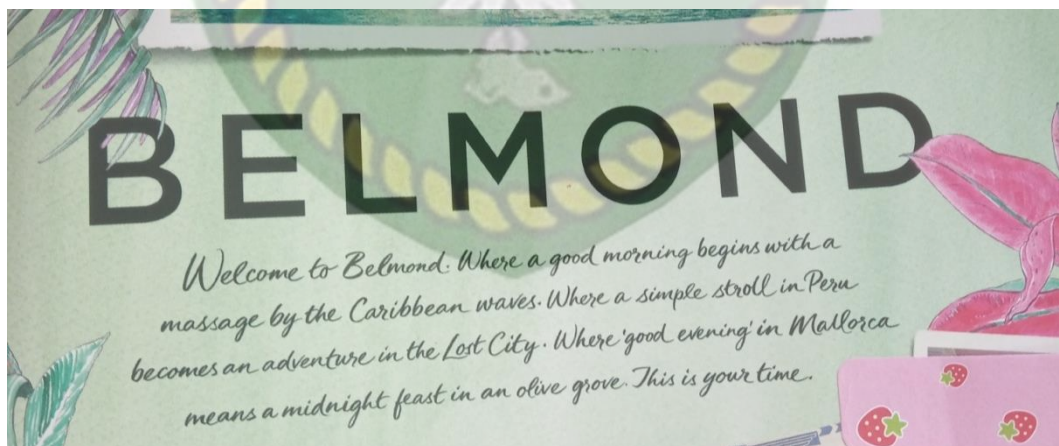 BELMOND
Welcome to Belmond. Where a good morning begins with a
massage by the Caribbean waves. Where a simple stroll in Peru
becomes an adventure in the Lost City. Where 'good evening' in Mallorca
means a midnight feast in an olive grove. This is your time.